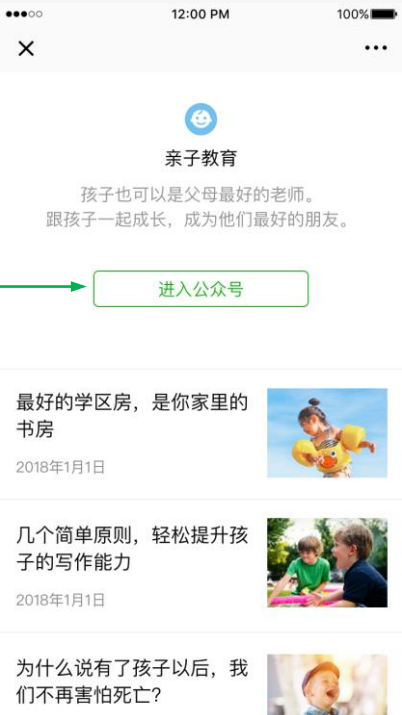 12:00 PM
100%
亲子教育
孩子也可以是父母最好的老师。
跟孩子一起成长，成为他们最好的朋友。
进入公众号
最好的学区房，是你家里的
书房
2018年1月1日
几个简单原则，轻松提升孩
子的写作能力
2018年1月1日
为什么说有了孩子以后，我
们不再害怕死亡?